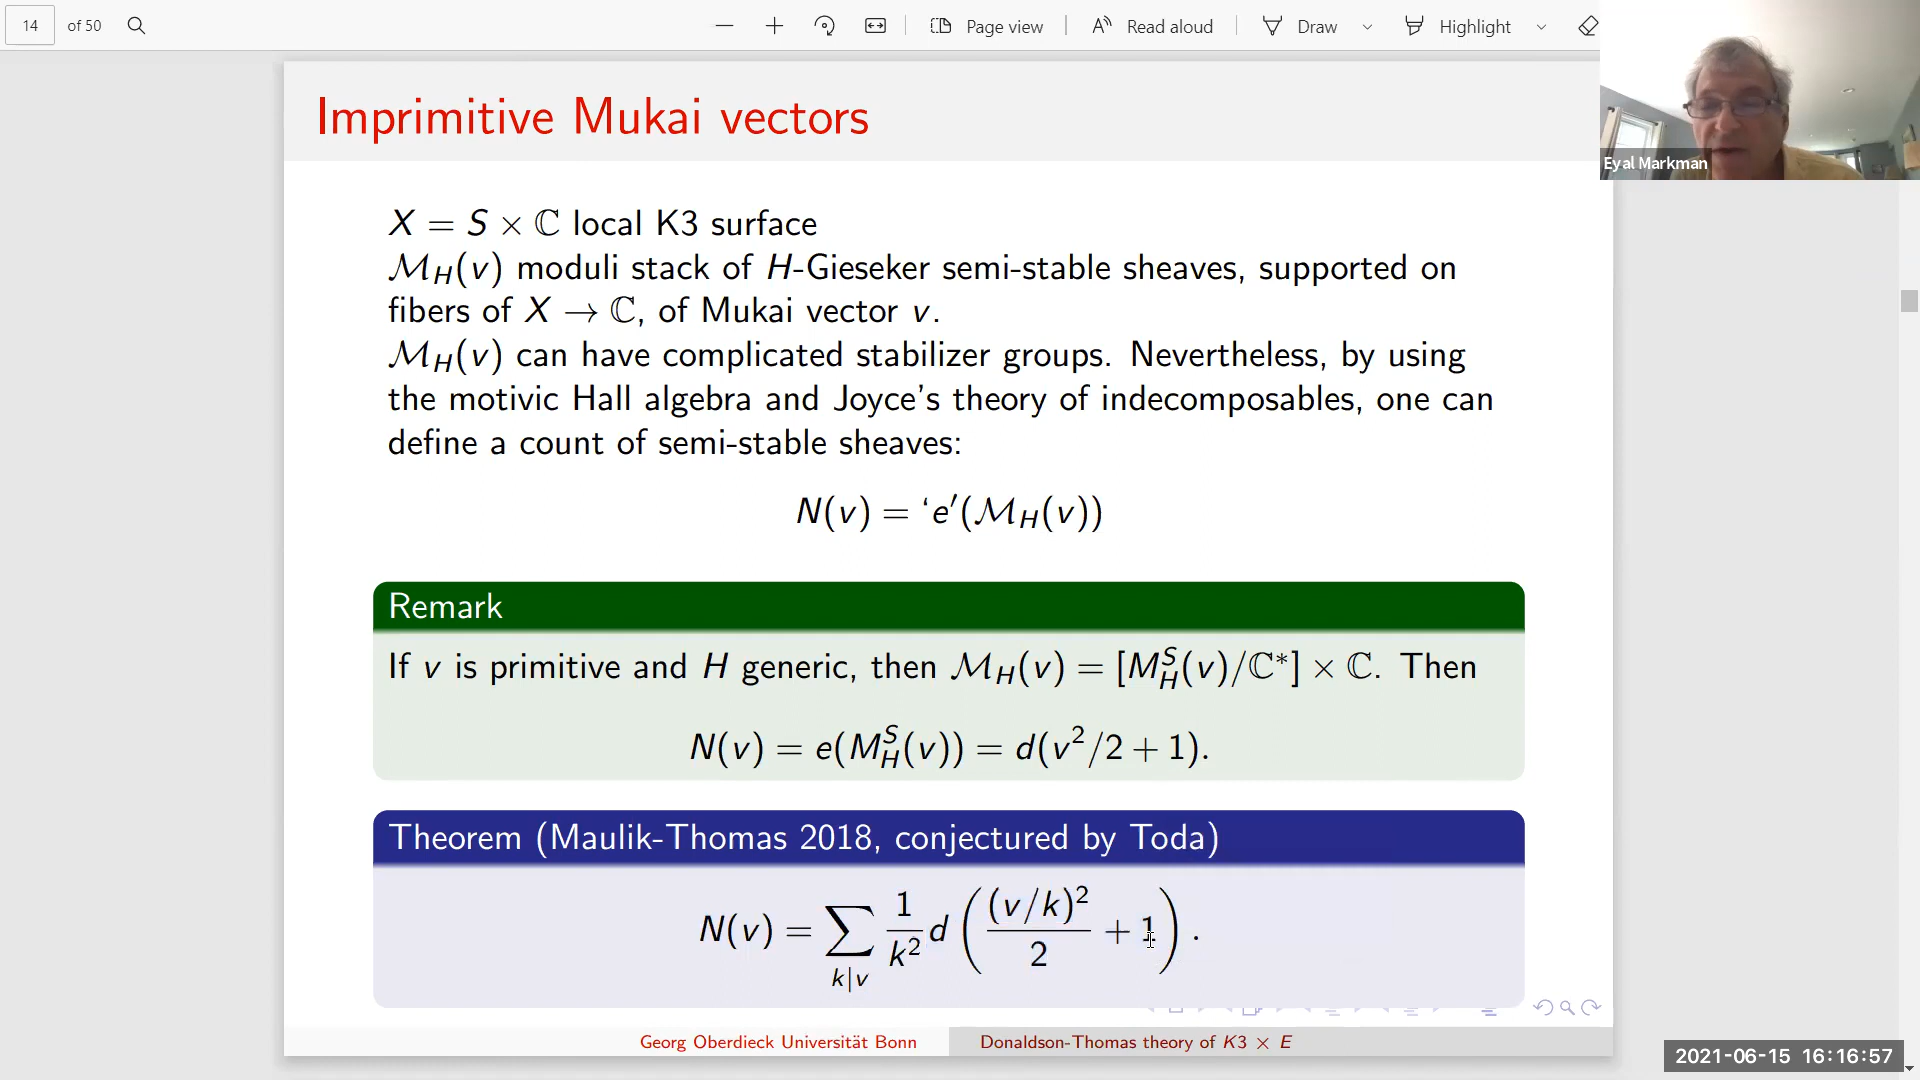 14 of 50 Page view Read aloud Draw Highlight
Imprimitive Mukai vectors
Eyal Markman
X = S × ℂ local K3 surface
ℳ_H(v) moduli stack of H-Gieseker semi-stable sheaves, supported on
fibers of X → ℂ, of Mukai vector v.
ℳ_H(v) can have complicated stabilizer groups. Nevertheless, by using
the motivic Hall algebra and Joyce's theory of indecomposables, one can
define a count of semi-stable sheaves:
N(v) = ‘e′(ℳ_H(v))
Remark
If v is primitive and H generic, then ℳ_H(v) = [M_H^S(v)/ℂ*] × ℂ. Then
N(v) = e(M_H^S(v)) = d(v²/2 + 1).
Theorem (Maulik-Thomas 2018, conjectured by Toda)
N(v) = ∑_{k|v} 1/k² d((v/k)²/2 + 1).
Georg Oberdieck Universität Bonn Donaldson-Thomas theory of K3 × E
2021-06-15 16:16:57